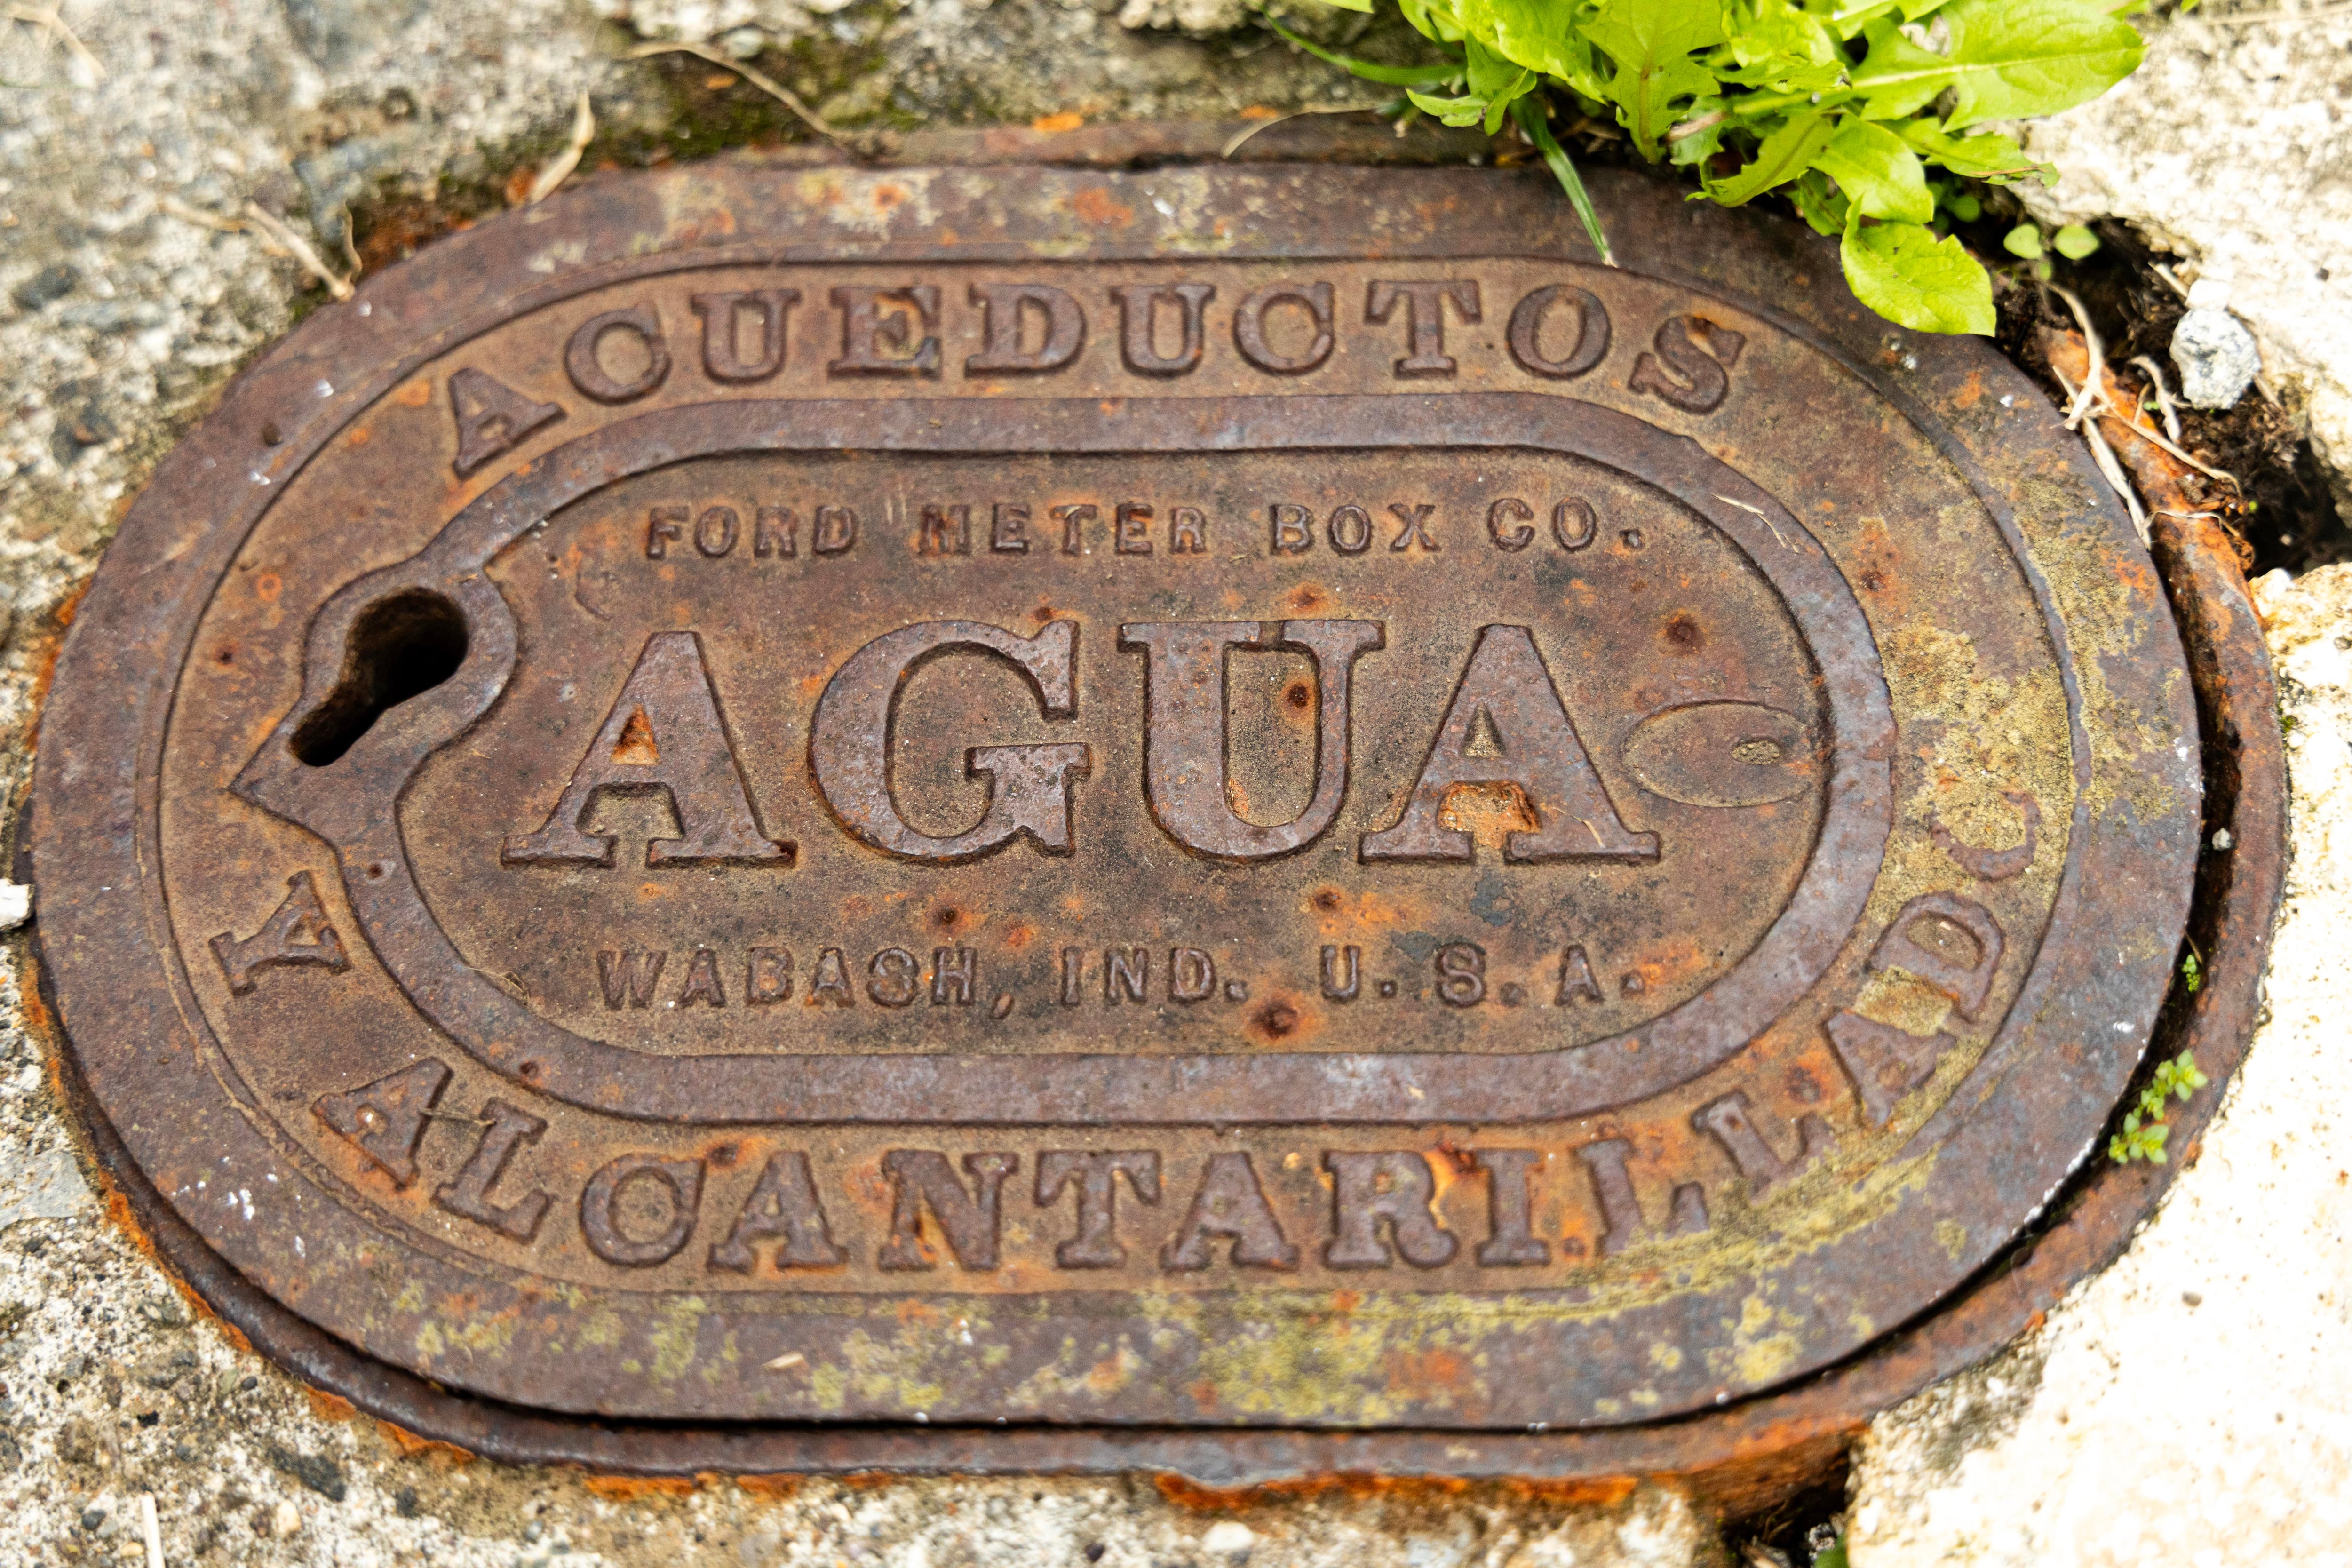 ACUEDUCTOS
Y ALCANTARILLADO
FORD METER BOX CO.
AGUA
WABASH, IND. U.S.A.